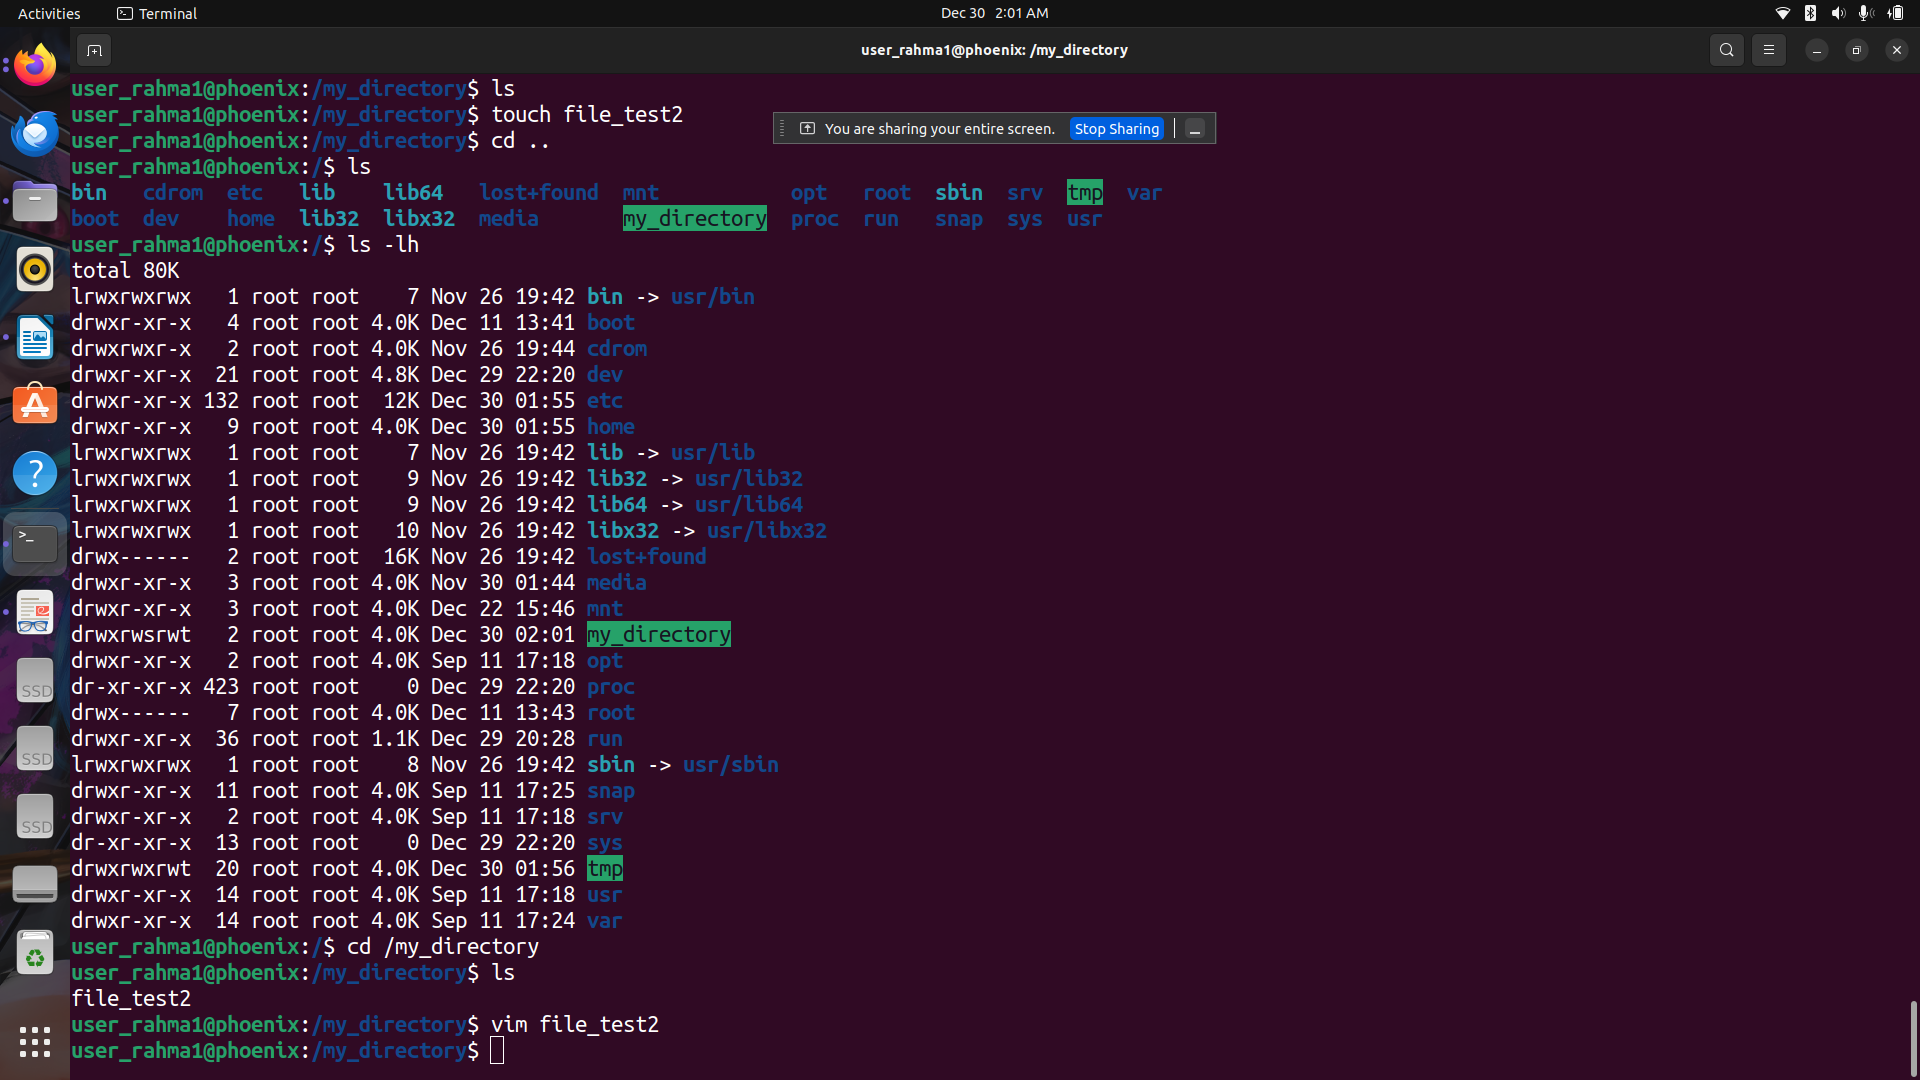 Activities Terminal Dec 30 2:01 AM
user_rahma1@phoenix: /my_directory
user_rahma1@phoenix:/my_directory$ ls
user_rahma1@phoenix:/my_directory$ touch file_test2
You are sharing your entire screen. Stop Sharing
user_rahma1@phoenix:/my_directory$ cd ..
user_rahma1@phoenix:/$ ls
bin cdrom etc lib lib64 lost+found mnt opt root sbin srv tmp var
boot dev home lib32 libx32 media my_directory proc run snap sys usr
user_rahma1@phoenix:/$ ls -lh
total 80K
lrwxrwxrwx 1 root root 7 Nov 26 19:42 bin -> usr/bin
drwxr-xr-x 4 root root 4.0K Dec 11 13:41 boot
drwxrwxr-x 2 root root 4.0K Nov 26 19:44 cdrom
drwxr-xr-x 21 root root 4.8K Dec 29 22:20 dev
drwxr-xr-x 132 root root 12K Dec 30 01:55 etc
drwxr-xr-x 9 root root 4.0K Dec 30 01:55 home
lrwxrwxrwx 1 root root 7 Nov 26 19:42 lib -> usr/lib
lrwxrwxrwx 1 root root 9 Nov 26 19:42 lib32 -> usr/lib32
lrwxrwxrwx 1 root root 9 Nov 26 19:42 lib64 -> usr/lib64
lrwxrwxrwx 1 root root 10 Nov 26 19:42 libx32 -> usr/libx32
drwx------ 2 root root 16K Nov 26 19:42 lost+found
drwxr-xr-x 3 root root 4.0K Nov 30 01:44 media
drwxr-xr-x 3 root root 4.0K Dec 22 15:46 mnt
drwxrwsrwt 2 root root 4.0K Dec 30 02:01 my_directory
drwxr-xr-x 2 root root 4.0K Sep 11 17:18 opt
dr-xr-xr-x 423 root root 0 Dec 29 22:20 proc
drwx------ 7 root root 4.0K Dec 11 13:43 root
drwxr-xr-x 36 root root 1.1K Dec 29 20:28 run
lrwxrwxrwx 1 root root 8 Nov 26 19:42 sbin -> usr/sbin
drwxr-xr-x 11 root root 4.0K Sep 11 17:25 snap
drwxr-xr-x 2 root root 4.0K Sep 11 17:18 srv
dr-xr-xr-x 13 root root 0 Dec 29 22:20 sys
drwxrwxrwt 20 root root 4.0K Dec 30 01:56 tmp
drwxr-xr-x 14 root root 4.0K Sep 11 17:18 usr
drwxr-xr-x 14 root root 4.0K Sep 11 17:24 var
user_rahma1@phoenix:/$ cd /my_directory
user_rahma1@phoenix:/my_directory$ ls
file_test2
user_rahma1@phoenix:/my_directory$ vim file_test2
user_rahma1@phoenix:/my_directory$
SSD
SSD
SSD